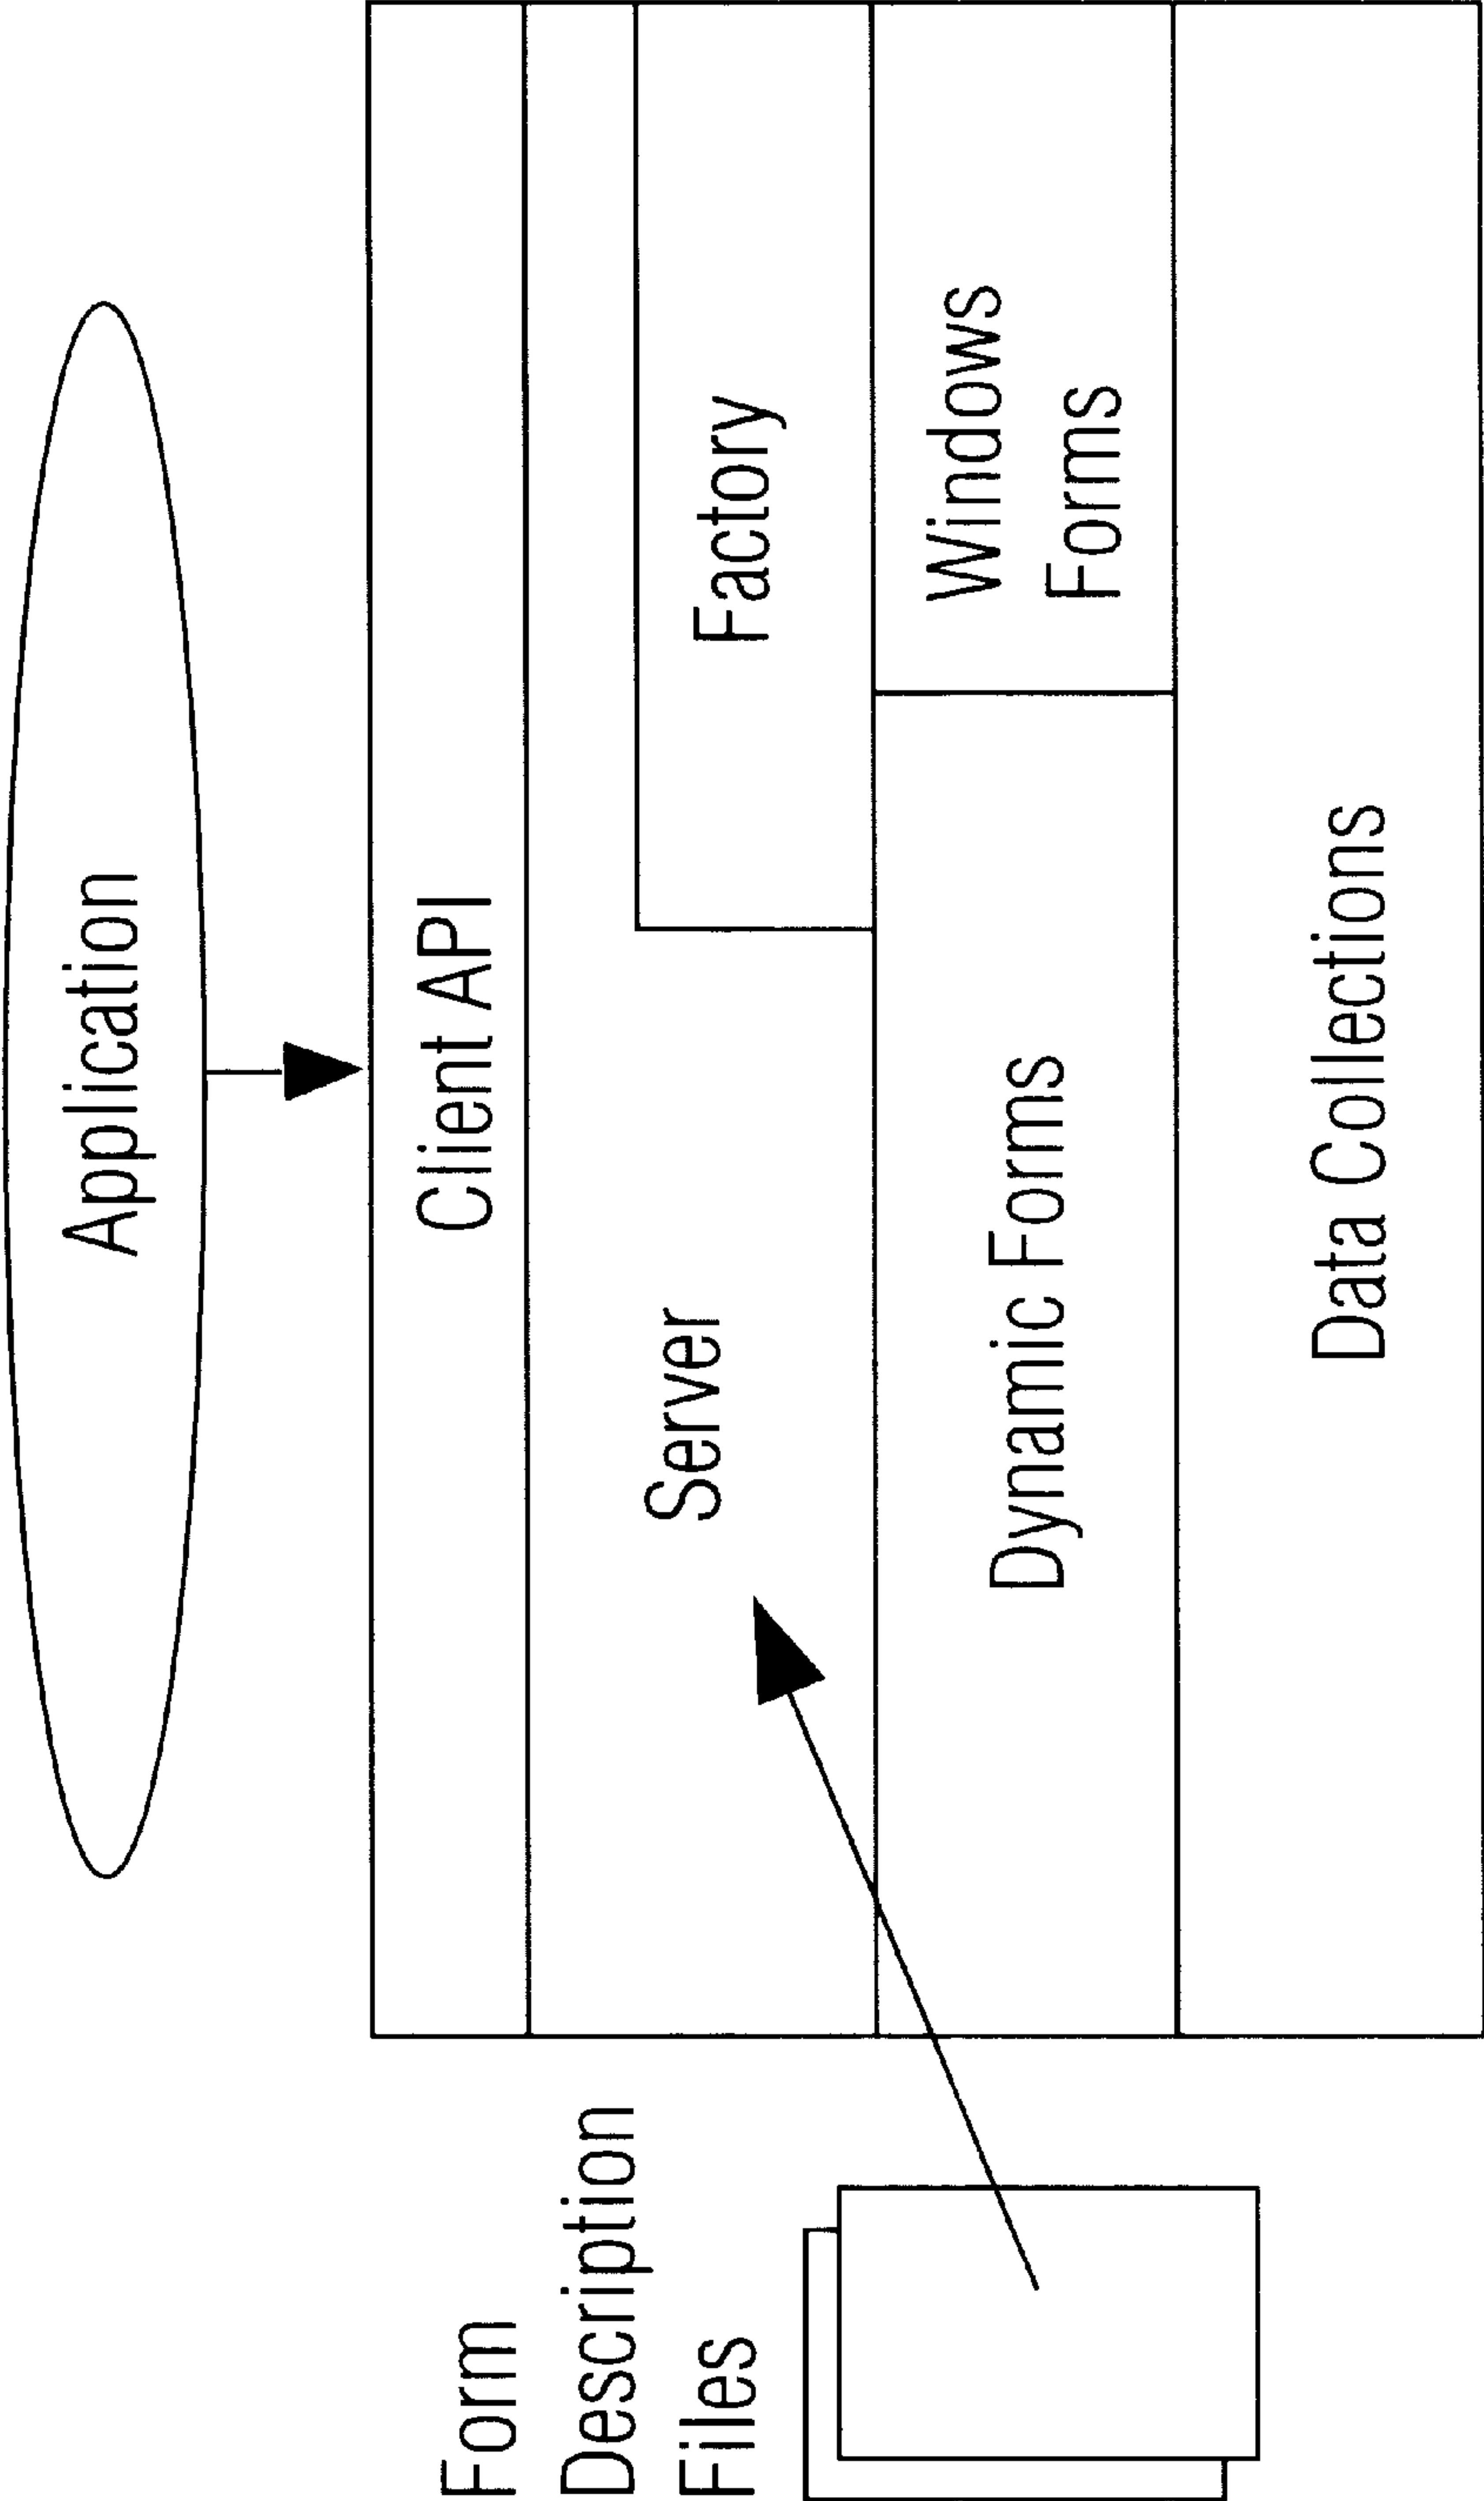 Application
Client API
Server
Factory
Dynamic Forms
Windows
Forms
Data Collections
Form
Description
Files